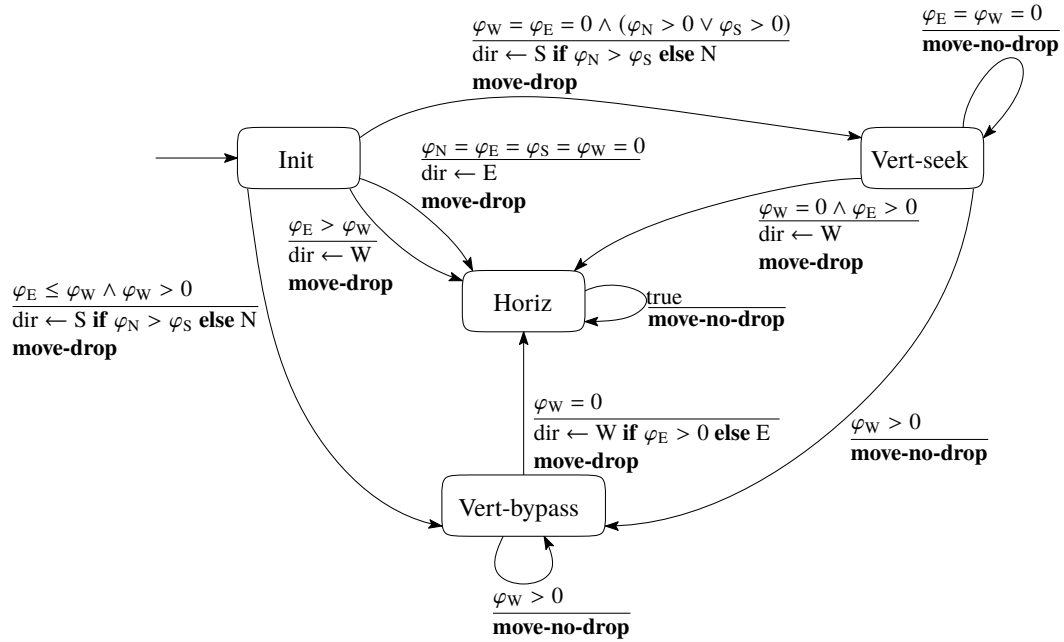 φ_W = φ_E = 0 ∧ (φ_N > 0 ∨ φ_S > 0)
dir ← S if φ_N > φ_S else N
move-drop
φ_E = φ_W = 0
move-no-drop
Init
φ_N = φ_E = φ_S = φ_W = 0
dir ← E
move-drop
Vert-seek
φ_E > φ_W
dir ← W
move-drop
φ_W = 0 ∧ φ_E > 0
dir ← W
move-drop
φ_E ≤ φ_W ∧ φ_W > 0
dir ← S if φ_N > φ_S else N
move-drop
Horiz
true
move-no-drop
φ_W = 0
dir ← W if φ_E > 0 else E
move-drop
φ_W > 0
move-no-drop
Vert-bypass
φ_W > 0
move-no-drop